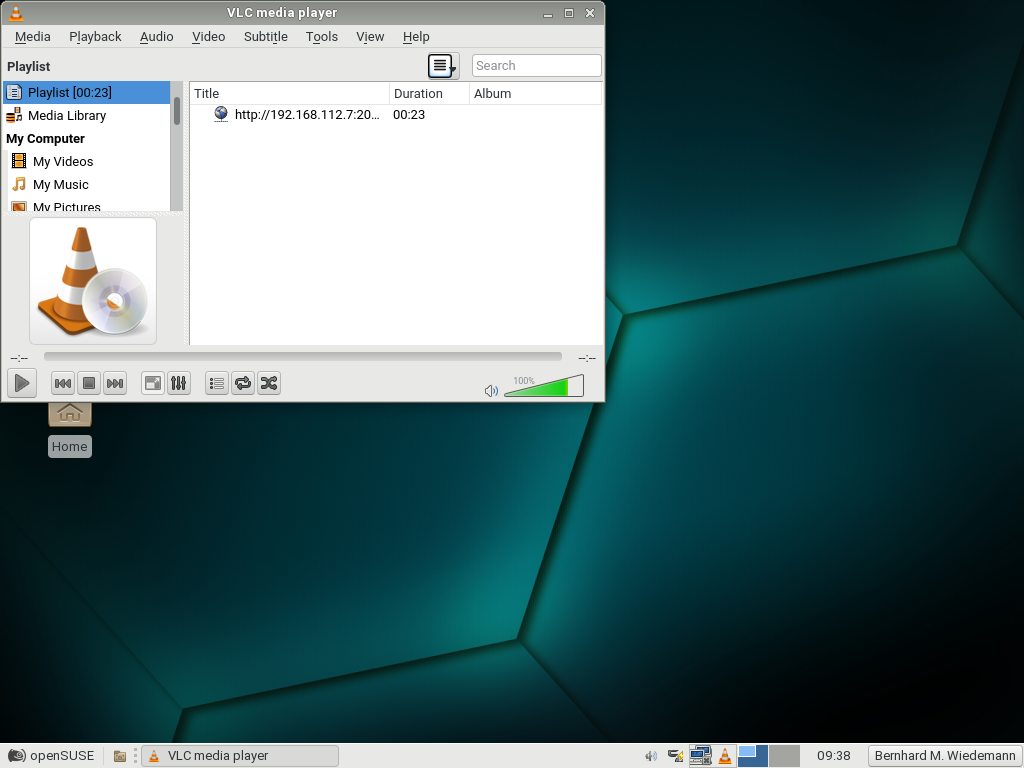 VLC media player
Media Playback Audio Video Subtitle Tools View Help
Playlist
Search
Playlist [00:23]
Media Library
My Computer
My Videos
My Music
My Pictures
Title Duration Album
http://192.168.112.7:20... 00:23
--:-- --:--
100%
Home
openSUSE
VLC media player
09:38
Bernhard M. Wiedemann